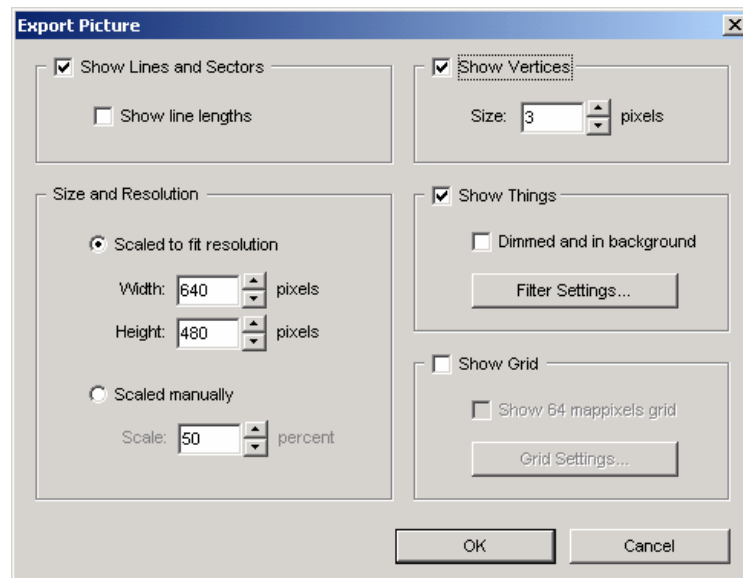 Export Picture
Show Lines and Sectors
Show line lengths
Show Vertices
Size: 3 pixels
Size and Resolution
Scaled to fit resolution
Width: 640 pixels
Height: 480 pixels
Scaled manually
Scale: 50 percent
Show Things
Dimmed and in background
Filter Settings...
Show Grid
Show 64 mappixels grid
Grid Settings...
OK
Cancel